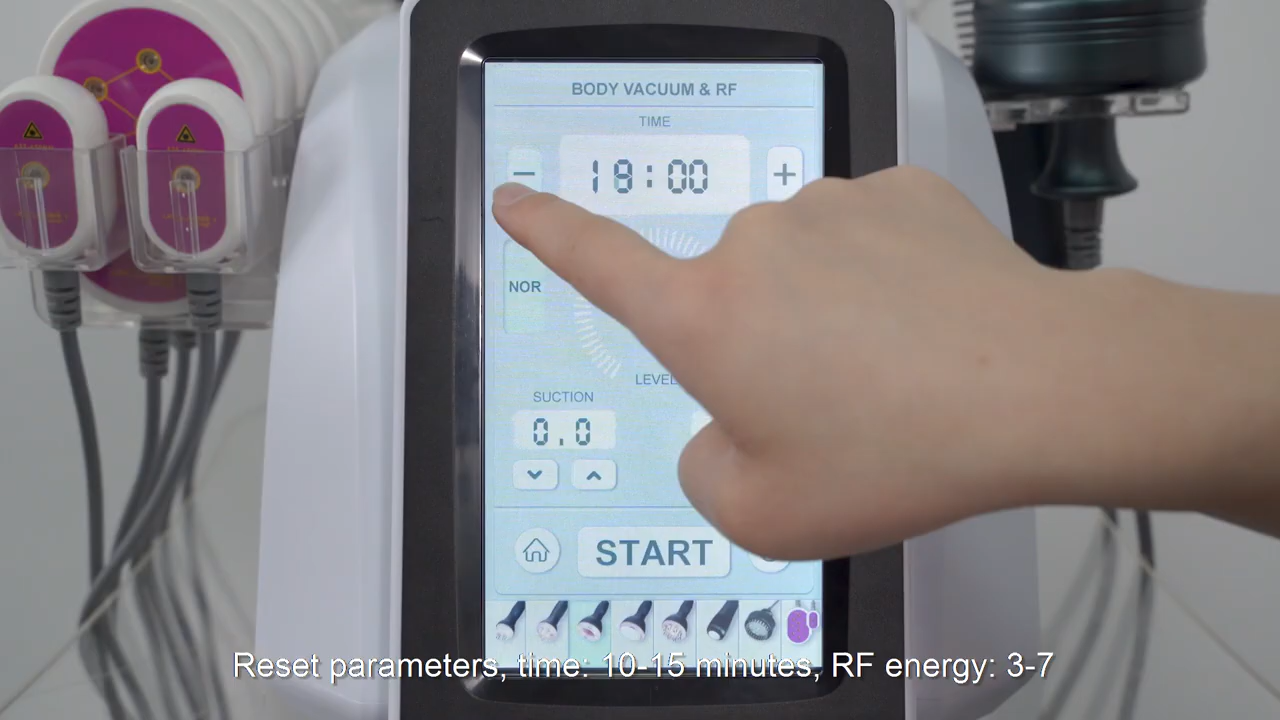 BODY VACUUM & RF
TIME
18:00
NOR
LEVEL
SUCTION
0.0
START
Reset parameters, time: 10-15 minutes, RF energy: 3-7